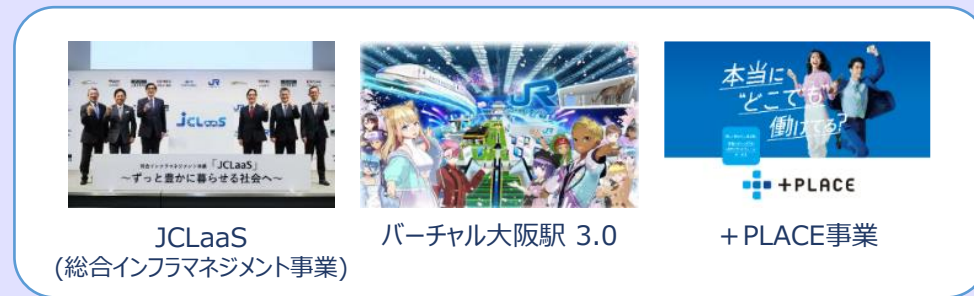 JCLaaS
総合インフラマネジメント事業「JCLaaS」
～ずっと豊かに暮らせる社会へ～
JR
本当に
“どこでも”
働けてる?
+PLACE
JCLaaS
(総合インフラマネジメント事業)
バーチャル大阪駅 3.0
+PLACE事業